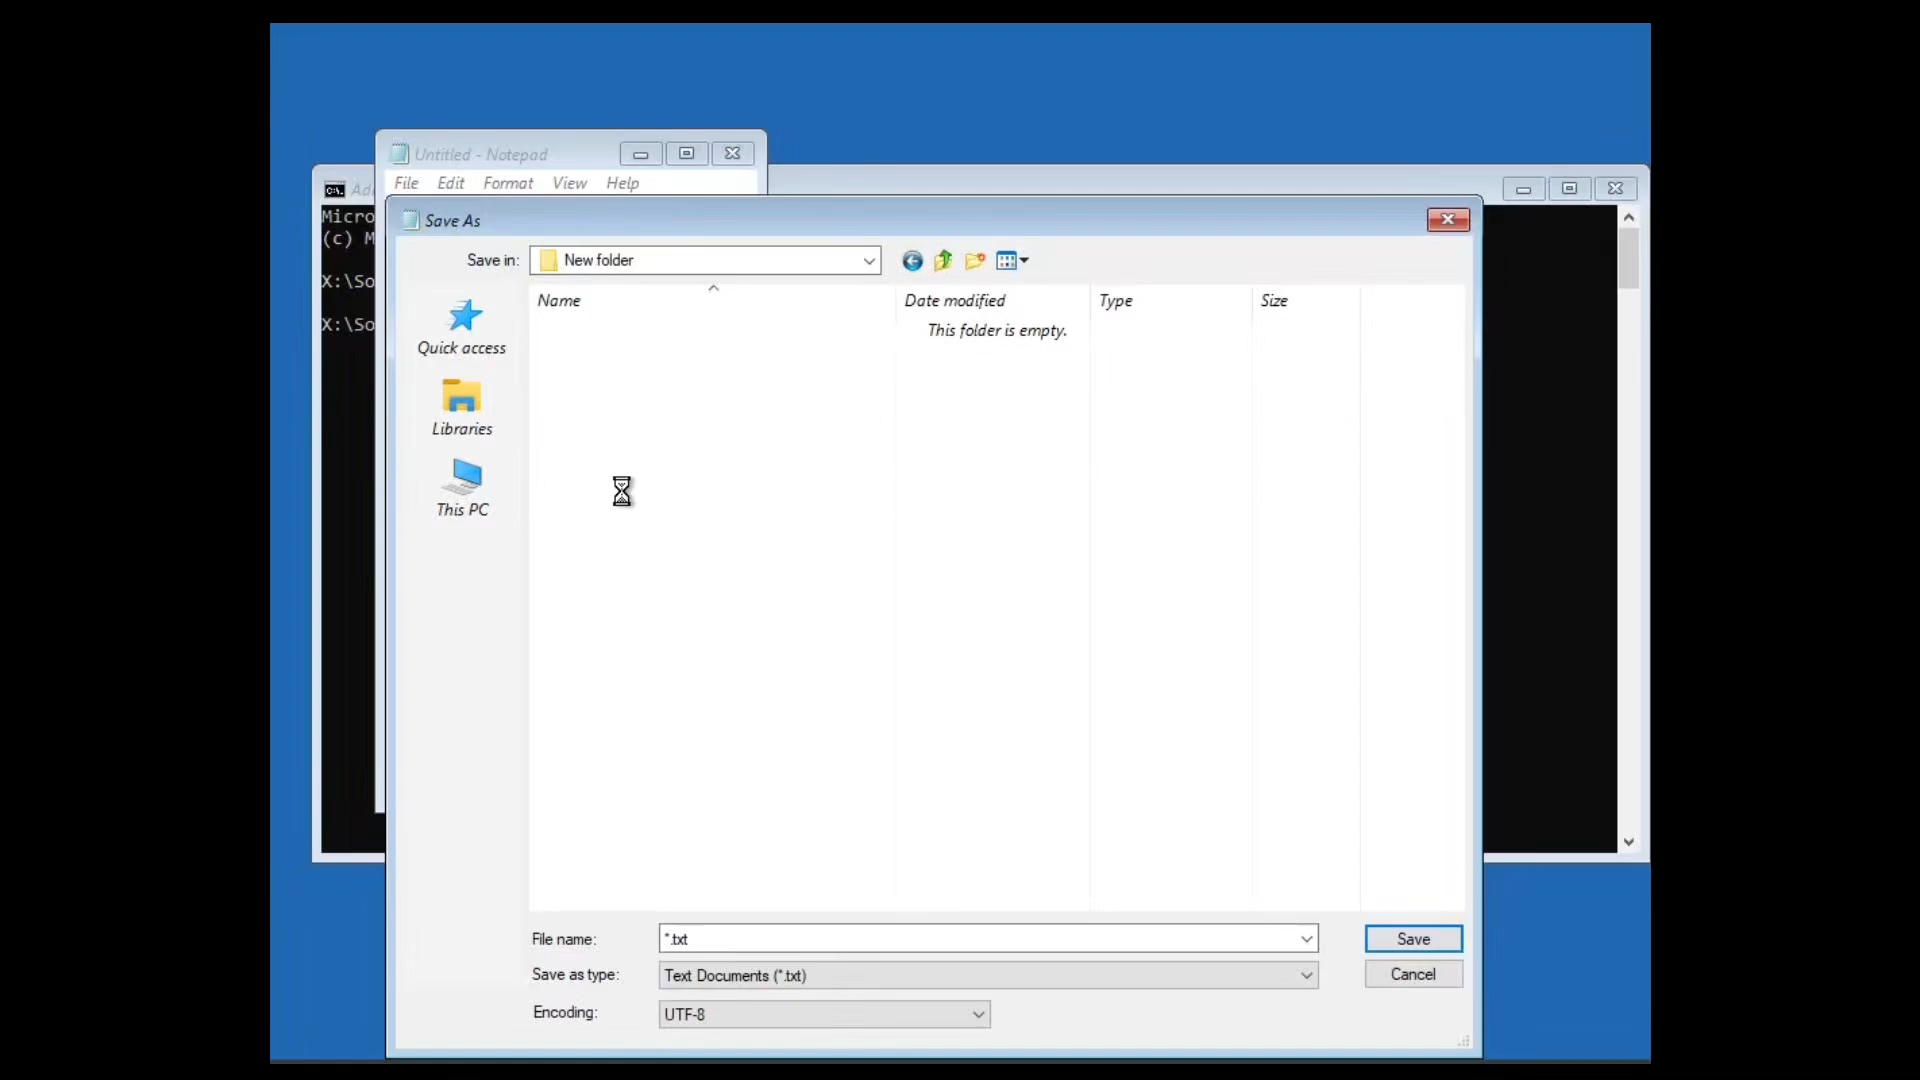 Untitled - Notepad
File Edit Format View Help
Micro
(c) M
X:\So
X:\So
Save As
Save in: New folder
Name Date modified Type Size
This folder is empty.
Quick access
Libraries
This PC
File name: *.txt
Save
Save as type: Text Documents (*.txt)
Cancel
Encoding: UTF-8